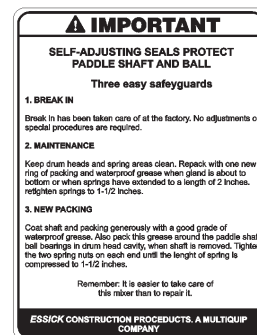 IMPORTANT
SELF-ADJUSTING SEALS PROTECT
PADDLE SHAFT AND BALL
Three easy safeyguards
1. BREAK IN
Break in has been taken care of at the factory. No adjustments o
special procedures are required.
2. MAINTENANCE
Keep drum heads and spring areas clean. Repack with one new
ring of packing and waterproof grease when gland is about to
bottom or when springs have extended to a length of 2 inches.
retighten springs to 1-1/2 inches.
3. NEW PACKING
Coat shaft and packing generously with a good grade of
waterproof grease. Also pack this grease around the paddle shaf
ball bearings in drum head cavity, when shaft is removed. Tighte
the two spring nuts on each end until the lenght of spring is
compressed to 1-1/2 inches.
Remember: It is easier to take care of
this mixer than to repair it.
ESSICK CONSTRUCTION PROCEDUCTS. A MULTIQUIP
COMPANY